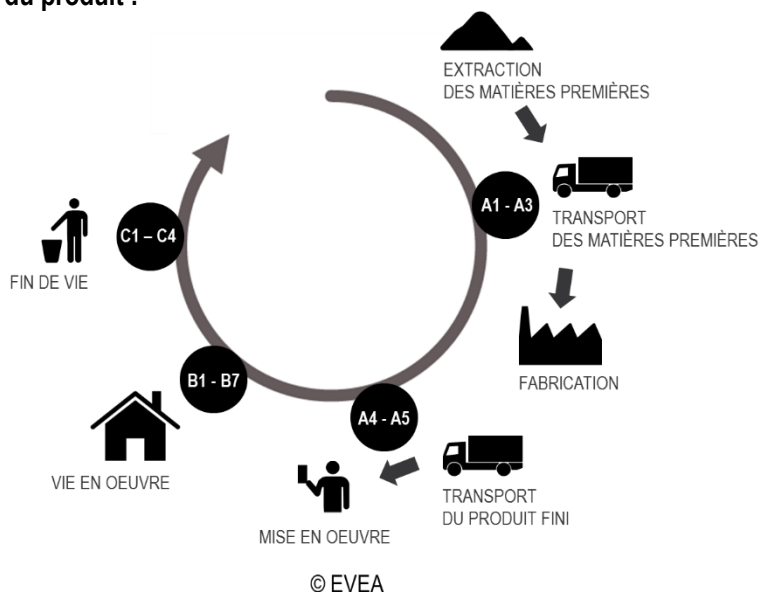 du produit :
EXTRACTION
DES MATIÈRES PREMIÈRES
A1 - A3
TRANSPORT
DES MATIÈRES PREMIÈRES
FABRICATION
A4 - A5
TRANSPORT
DU PRODUIT FINI
MISE EN OEUVRE
B1 - B7
VIE EN OEUVRE
C1 – C4
FIN DE VIE
© EVEA